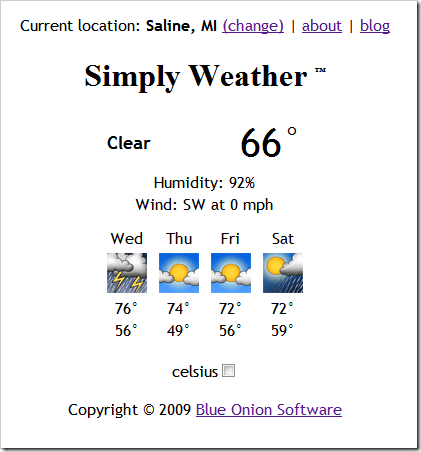 Current location: Saline, MI (change) | about | blog
Simply Weather ™
Clear 66°
Humidity: 92%
Wind: SW at 0 mph
Wed Thu Fri Sat
76° 74° 72° 72°
56° 49° 56° 59°
celsius
Copyright © 2009 Blue Onion Software